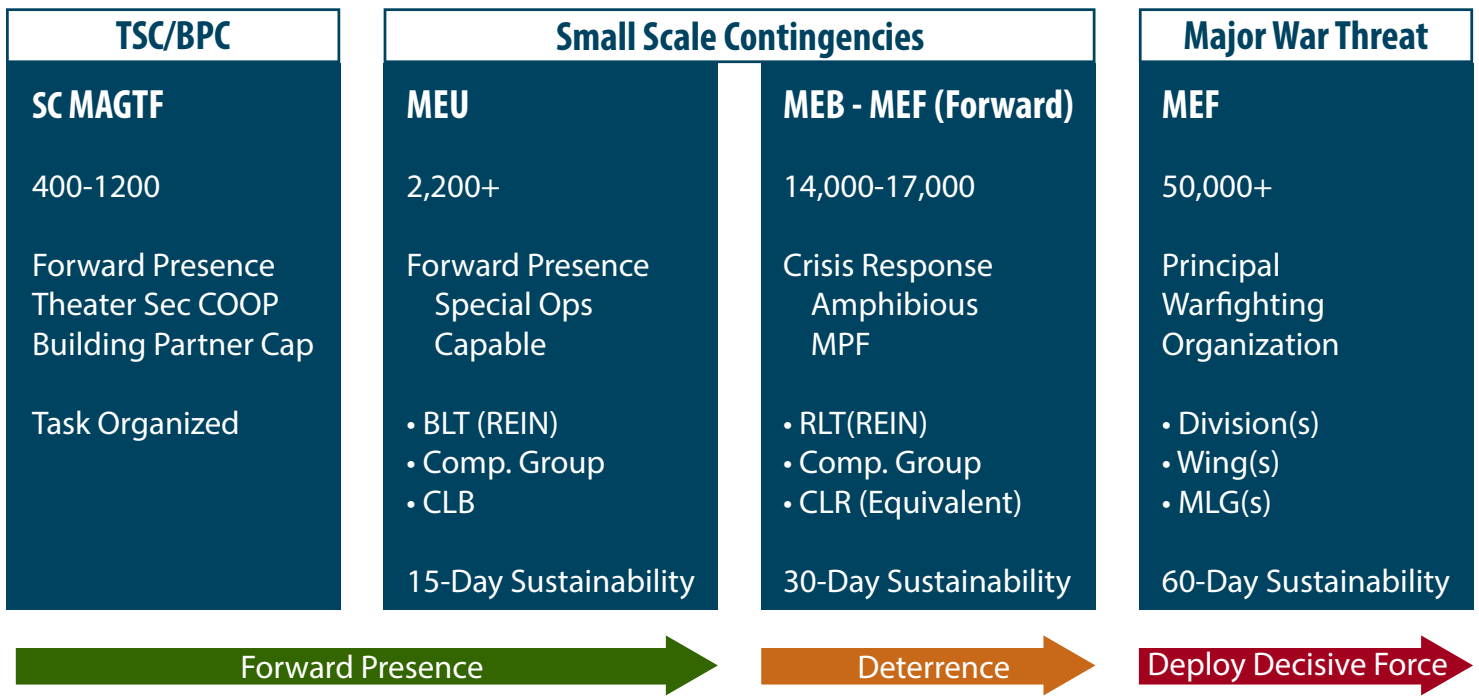 TSC/BPC
SC MAGTF
400-1200
Forward Presence
Theater Sec COOP
Building Partner Cap
Task Organized
Small Scale Contingencies
MEU
2,200+
Forward Presence
Special Ops
Capable
• BLT (REIN)
• Comp. Group
• CLB
15-Day Sustainability
MEB - MEF (Forward)
14,000-17,000
Crisis Response
Amphibious
MPF
• RLT(REIN)
• Comp. Group
• CLR (Equivalent)
30-Day Sustainability
Major War Threat
MEF
50,000+
Principal
Warfighting
Organization
• Division(s)
• Wing(s)
• MLG(s)
60-Day Sustainability
Forward Presence
Deterrence
Deploy Decisive Force